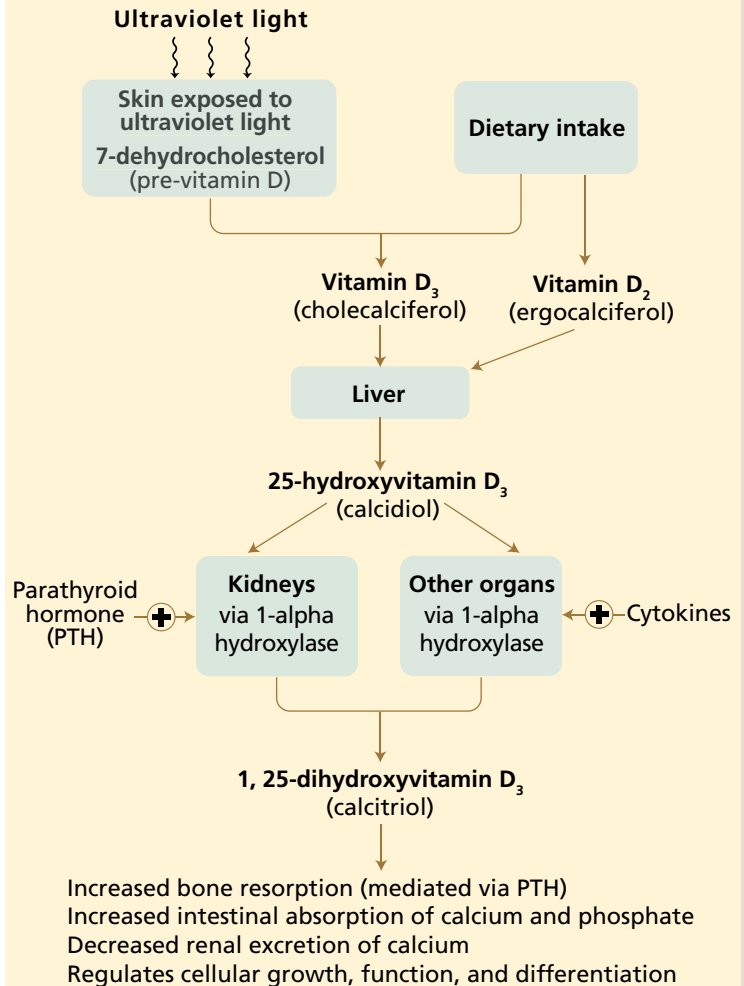 Ultraviolet light
Skin exposed to
ultraviolet light
7-dehydrocholesterol
(pre-vitamin D)
Dietary intake
Vitamin D₃
(cholecalciferol)
Vitamin D₂
(ergocalciferol)
Liver
25-hydroxyvitamin D₃
(calcidiol)
Parathyroid
hormone
(PTH)
Kidneys
via 1-alpha
hydroxylase
Other organs
via 1-alpha
hydroxylase
Cytokines
1, 25-dihydroxyvitamin D₃
(calcitriol)
Increased bone resorption (mediated via PTH)
Increased intestinal absorption of calcium and phosphate
Decreased renal excretion of calcium
Regulates cellular growth, function, and differentiation